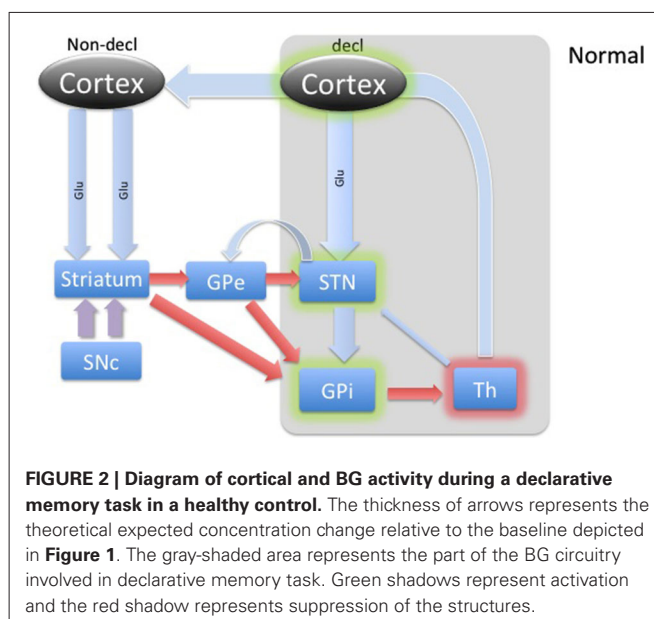 Non-decl
decl
Normal
Cortex
Cortex
Glu
Glu
Glu
Striatum
GPe
STN
SNc
GPi
Th
FIGURE 2 | Diagram of cortical and BG activity during a declarative
memory task in a healthy control. The thickness of arrows represents the
theoretical expected concentration change relative to the baseline depicted
in Figure 1. The gray-shaded area represents the part of the BG circuitry
involved in declarative memory task. Green shadows represent activation
and the red shadow represents suppression of the structures.